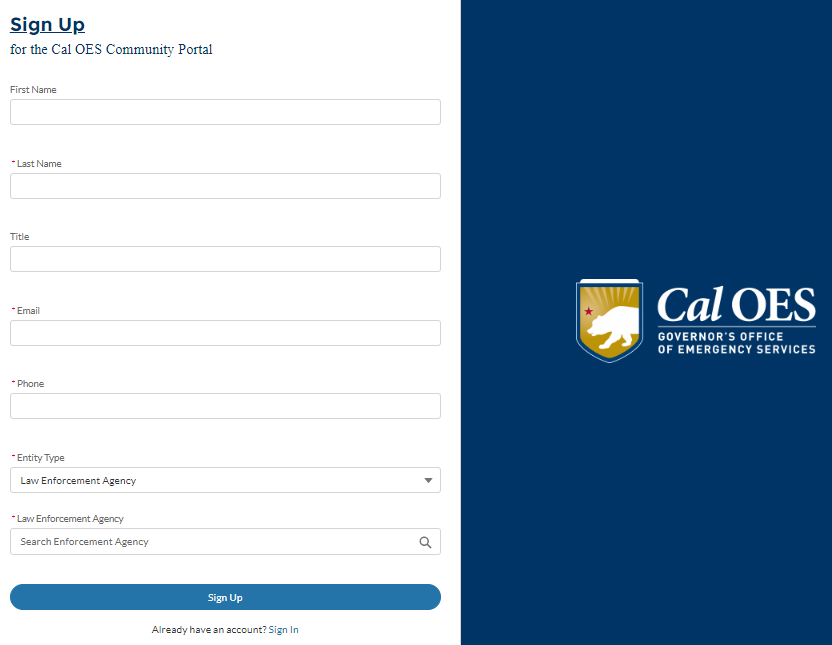 Sign Up
for the Cal OES Community Portal
First Name
* Last Name
Title
* Email
* Phone
* Entity Type
Law Enforcement Agency
* Law Enforcement Agency
Search Enforcement Agency
Sign Up
Already have an account? Sign In
Cal OES
GOVERNOR'S OFFICE
OF EMERGENCY SERVICES